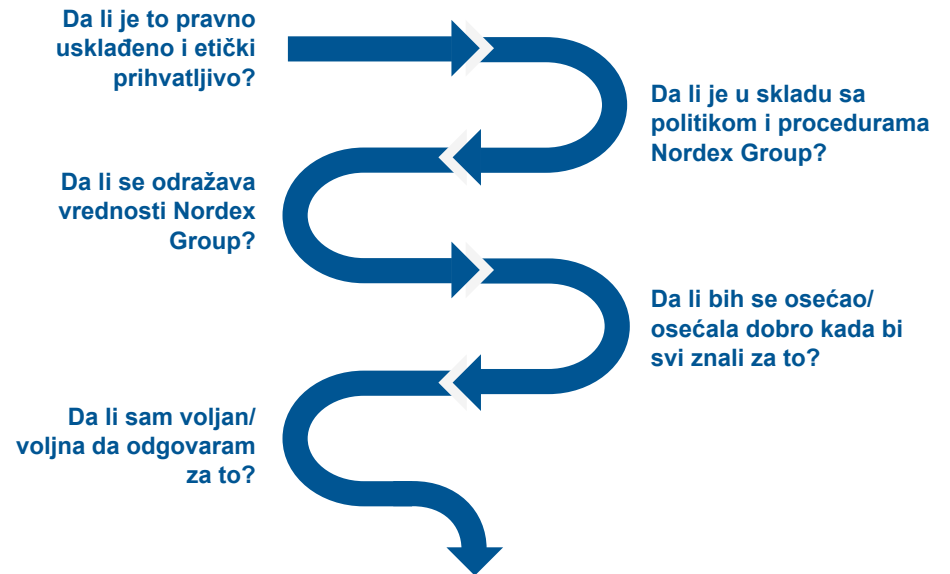 Da li je to pravno
usklađeno i etički
prihvatljivo?
Da li je u skladu sa
politikom i procedurama
Nordex Group?
Da li se odražava
vrednosti Nordex
Group?
Da li bih se osećao/
osećala dobro kada bi
svi znali za to?
Da li sam voljan/
voljna da odgovaram
za to?